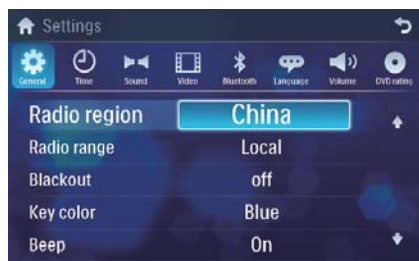 Settings
General Time Sound Video Bluetooth Language Volume DVD rating
Radio region China
Radio range Local
Blackout off
Key color Blue
Beep On